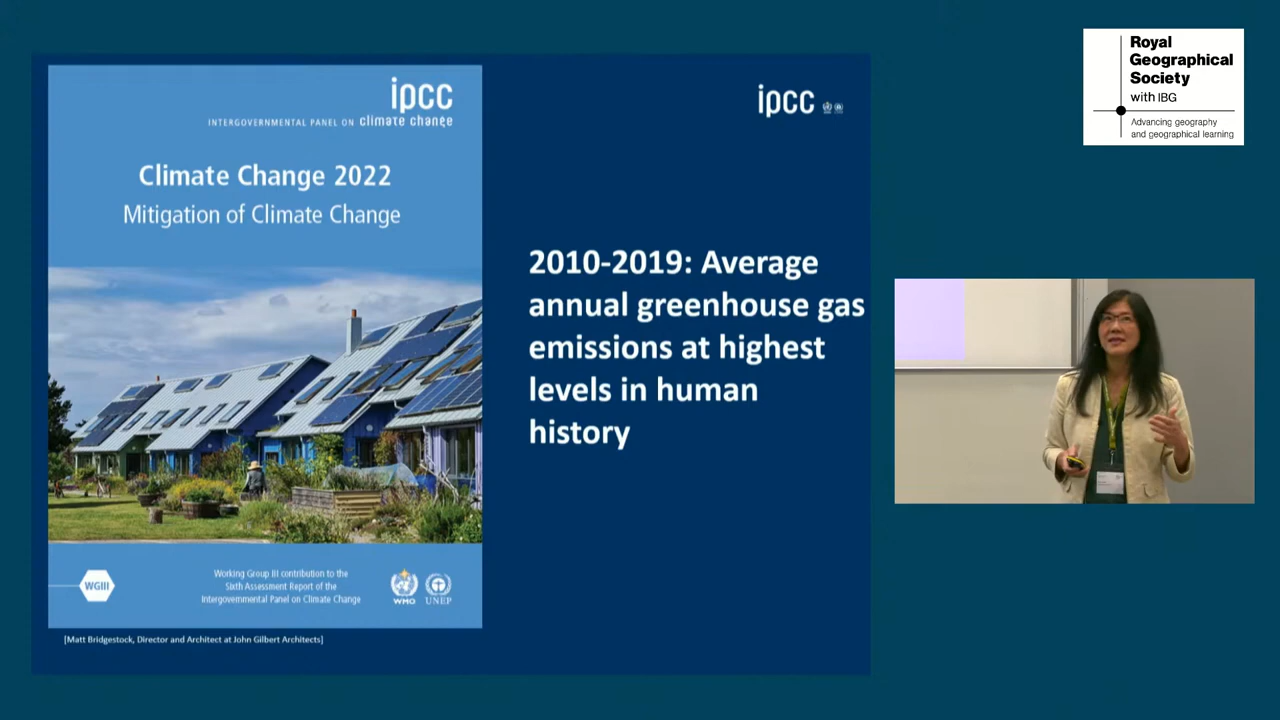 ipcc
INTERGOVERNMENTAL PANEL ON climate change
Climate Change 2022
Mitigation of Climate Change
WGIII
Working Group III contribution to the
Sixth Assessment Report of the
Intergovernmental Panel on Climate Change
WMO
UNEP
[Matt Bridgestock, Director and Architect at John Gilbert Architects]
ipcc
2010-2019: Average
annual greenhouse gas
emissions at highest
levels in human
history
Royal
Geographical
Society
with IBG
Advancing geography
and geographical learning